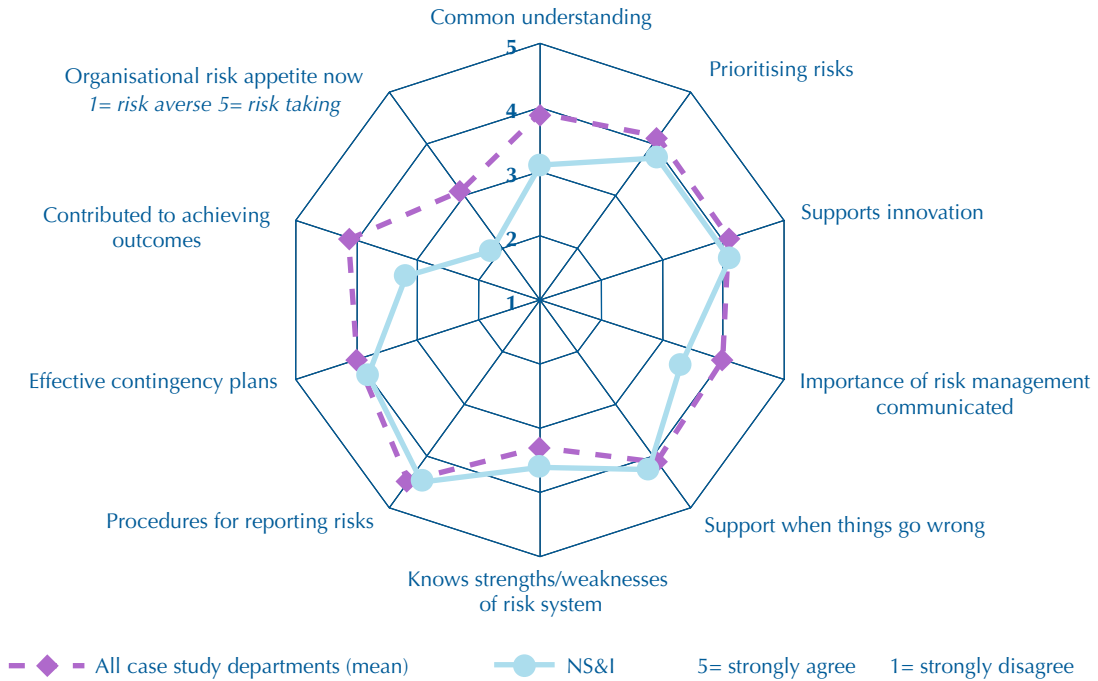 Common understanding
5
Prioritising risks
Organisational risk appetite now
1= risk averse 5= risk taking
4
3
Supports innovation
Contributed to achieving
outcomes
2
1
Effective contingency plans
Importance of risk management
communicated
Procedures for reporting risks
Support when things go wrong
Knows strengths/weaknesses
of risk system
All case study departments (mean)
NS&I
5= strongly agree
1= strongly disagree